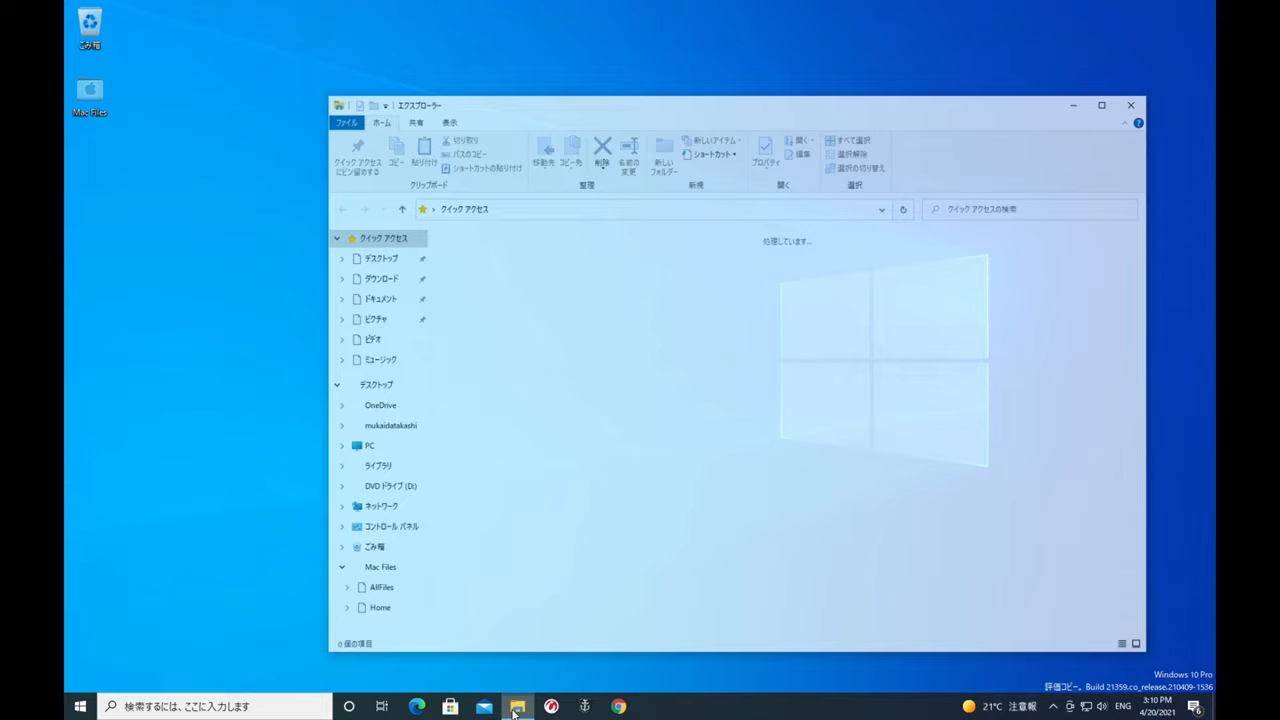 ごみ箱
Mac Files
エクスプローラー
ファイル
ホーム
共有
表示
クイック アクセス
にピン留めする
コピー
貼り付け
切り取り
パスのコピー
ショートカットの貼り付け
クリップボード
移動先
コピー先
削除
名前の
変更
整理
新しい
フォルダー
新しいアイテム
ショートカット
新規
プロパティ
開く
編集
開く
すべて選択
選択解除
選択の切り替え
選択
クイック アクセス
クイック アクセスの検索
クイック アクセス
デスクトップ
ダウンロード
ドキュメント
ピクチャ
ビデオ
ミュージック
デスクトップ
OneDrive
mukaidatakashi
PC
ライブラリ
DVD ドライブ (D:)
ネットワーク
コントロール パネル
ごみ箱
Mac Files
AllFiles
Home
処理しています...
0 個の項目
Windows 10 Pro
評価コピー。 Build 21359.co_release.210409-1536
検索するには、ここに入力します
21°C 注意報
ENG
3:10 PM
4/20/2021
6